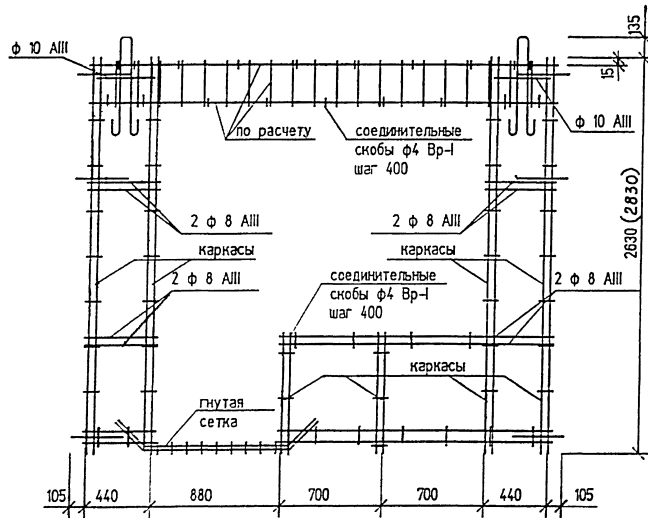 135
ф 10 АIII
15
ф 10 АIII
по расчету
соединительные
скобы ф4 Вр-I
шаг 400
2 ф 8 АIII
2 ф 8 АIII
2630 (2830)
каркасы
каркасы
2 ф 8 АIII
соединительные
скобы ф4 Вр-I
шаг 400
2 ф 8 АIII
каркасы
гнутая
сетка
105 440 880 700 700 440 105